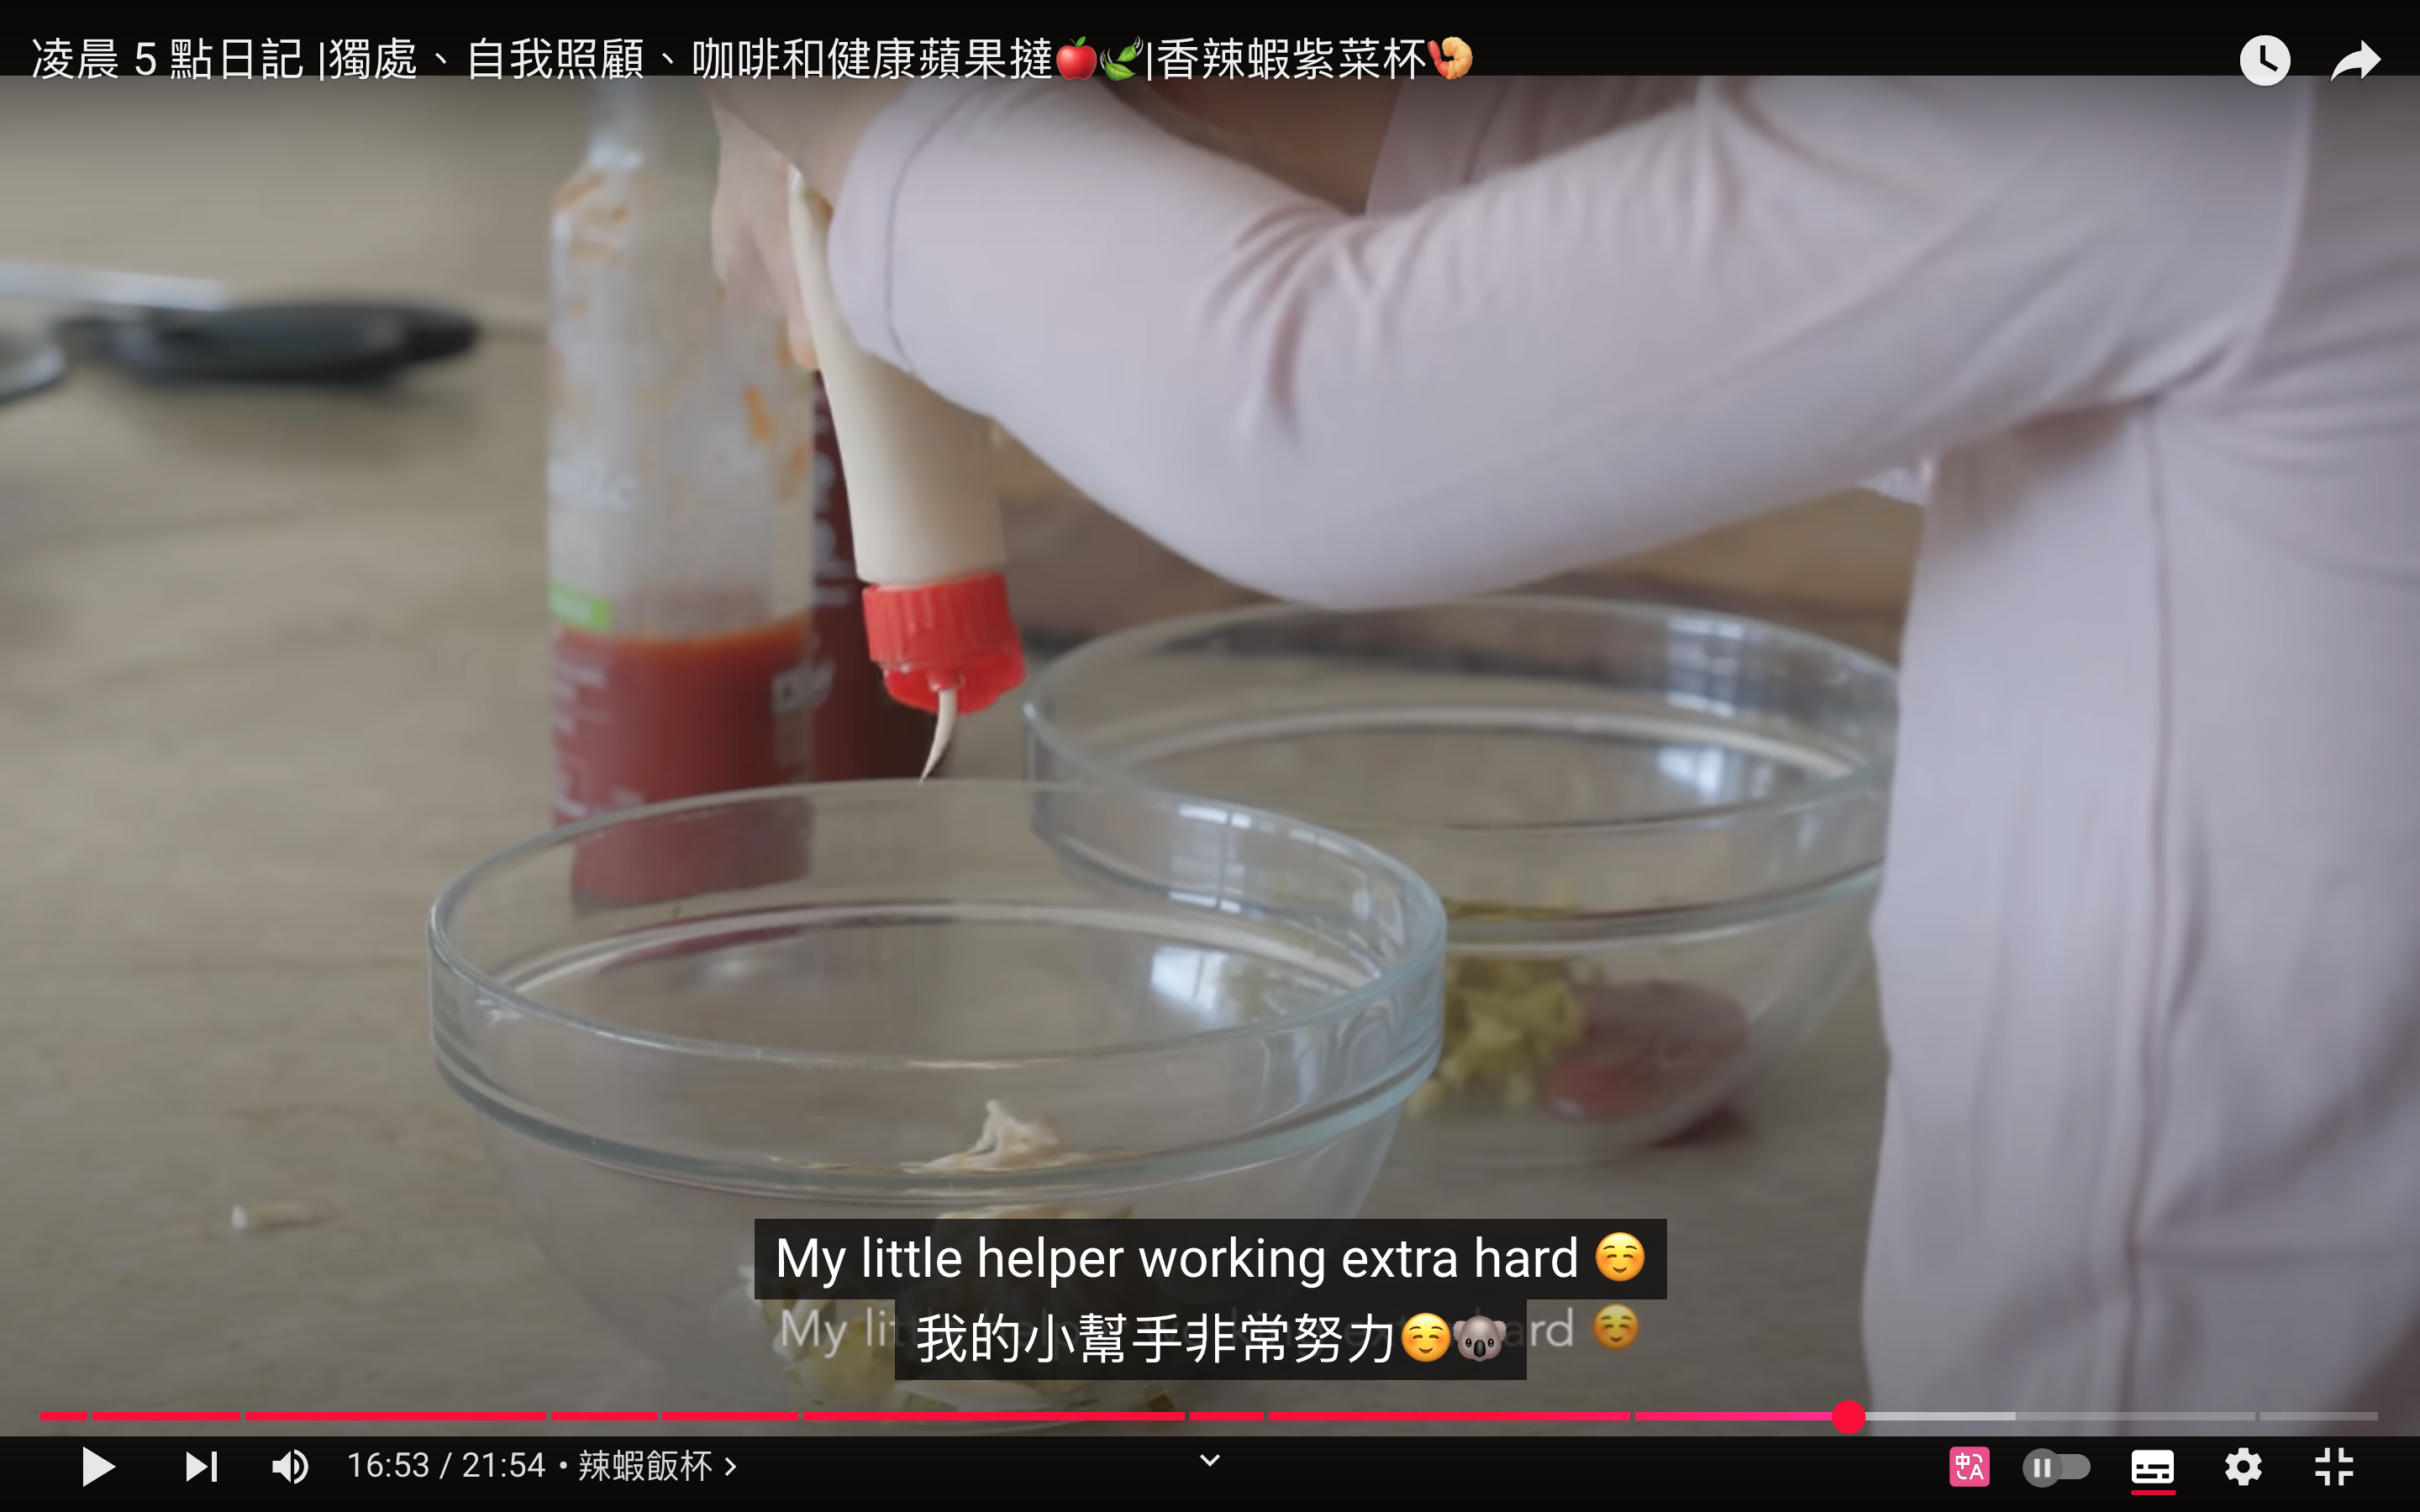 凌晨 5 點日記 |獨處、自我照顧、咖啡和健康蘋果撻🍎🌿|香辣蝦紫菜杯🍤
My little helper working extra hard ☺️
我的小幫手非常努力☺️🐨
16:53 / 21:54 • 辣蝦飯杯 >
中A